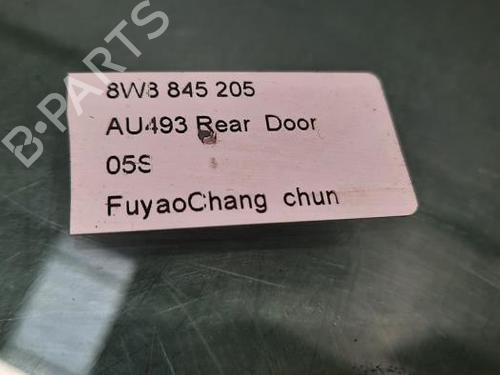 8W8 845 205
AU493 Rear Door
05S
FuyaoChang chun
B-PARTS